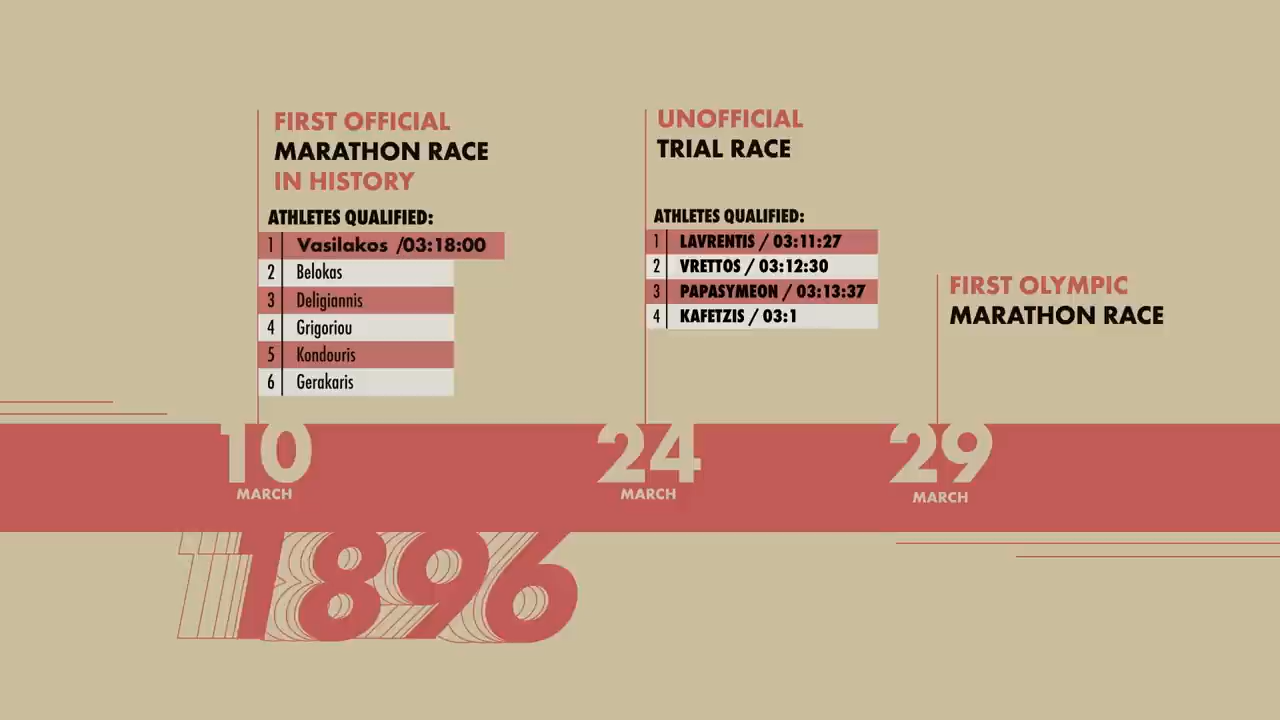 FIRST OFFICIAL
MARATHON RACE
IN HISTORY
ATHLETES QUALIFIED:
1 Vasilakos /03:18:00
2 Belokas
3 Deligiannis
4 Grigoriou
5 Kondouris
6 Gerakaris
UNOFFICIAL
TRIAL RACE
ATHLETES QUALIFIED:
1 LAVRENTIS / 03:11:27
2 VRETTOS / 03:12:30
3 PAPASYMEON / 03:13:37
4 KAFETZIS / 03:1
FIRST OLYMPIC
MARATHON RACE
10
MARCH
24
MARCH
29
MARCH
1896